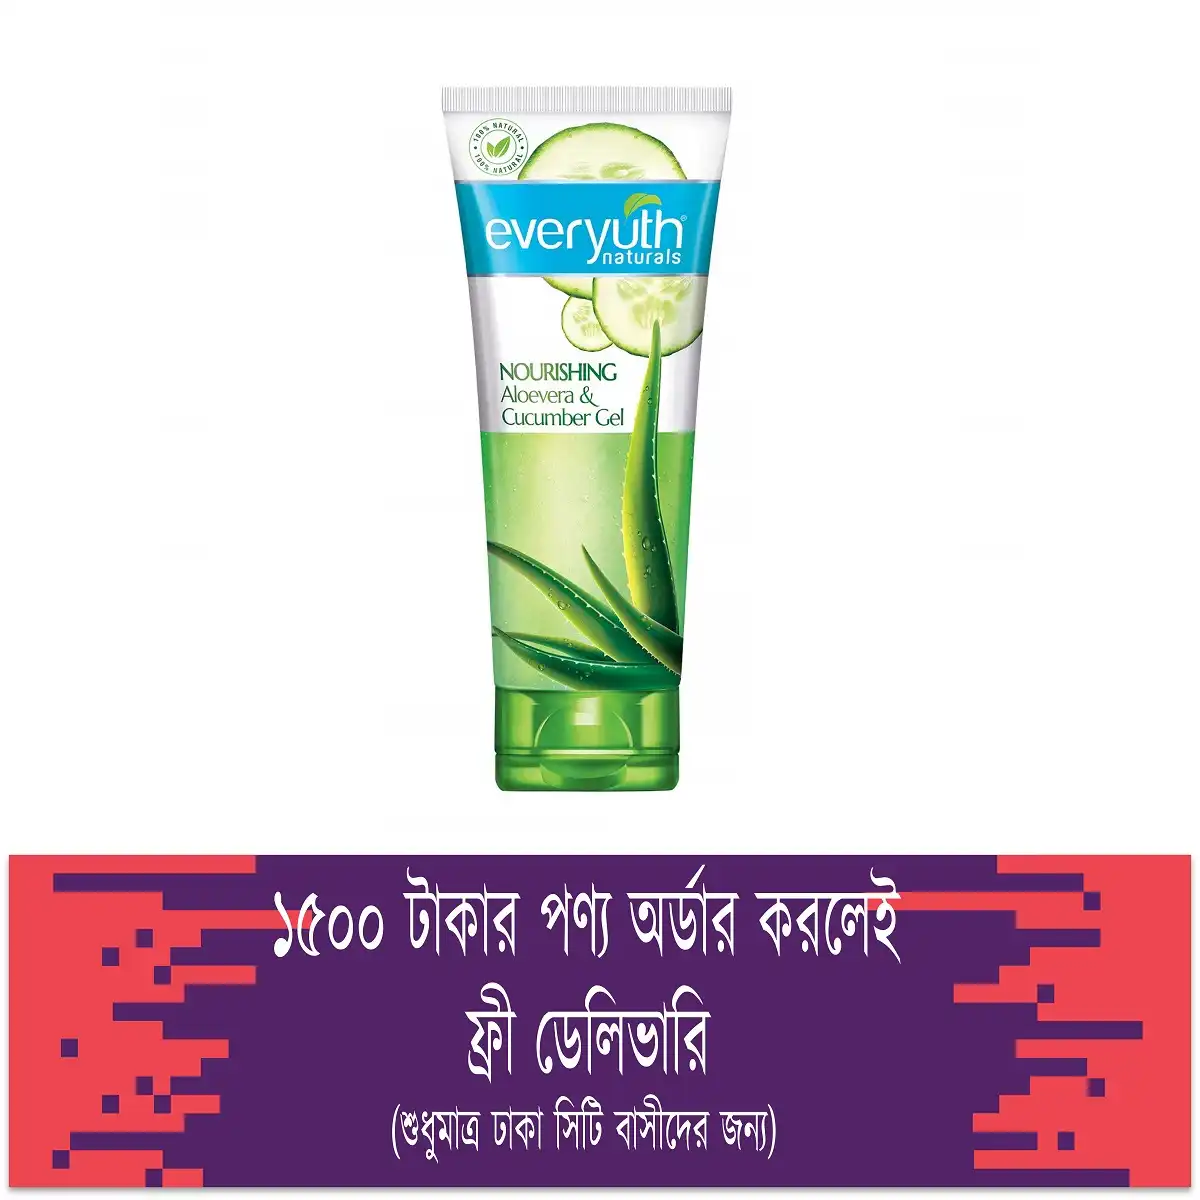 100% NATURAL
100% NATURAL
everyuth®
naturals
NOURISHING
Aloevera &
Cucumber Gel
১৫০০ টাকার পণ্য অর্ডার করলেই
ফ্রী ডেলিভারি
(শুধুমাত্র ঢাকা সিটি বাসীদের জন্য)